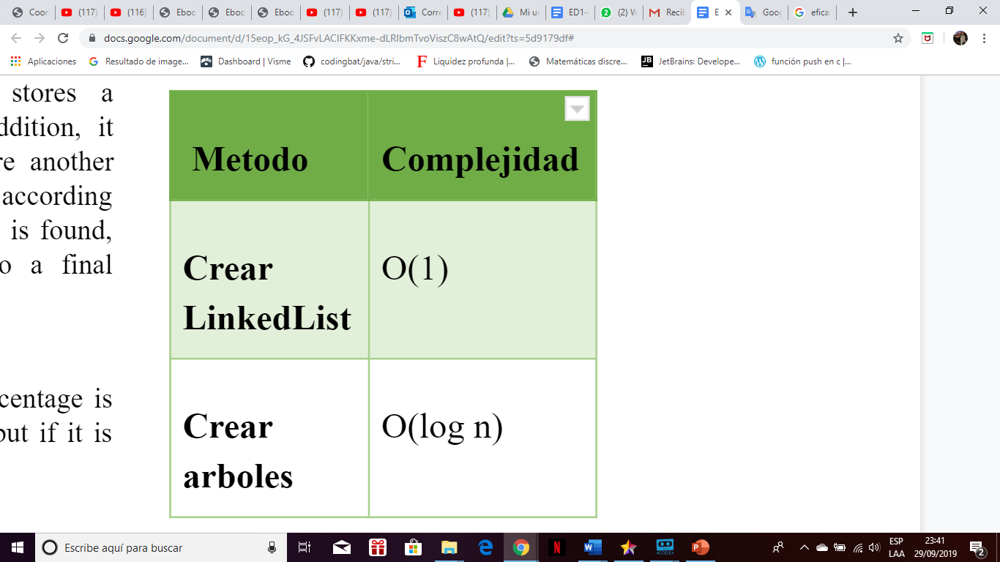 Coor
(117)
(116)
Eboo
Eboo
Eboo
(117)
(117)
Corre
(117)
Mi u
ED1-
(2) W
Recib
E
Goog
efica
docs.google.com/document/d/15eop_kG_4JSFvLACIFKKxme-dLRIbmTvoViszC8wAtQ/edit?ts=5d9179df#
Aplicaciones
Resultado de image...
Dashboard | Visme
codingbat/java/stri...
Liquidez profunda |...
Matemáticas discre...
JetBrains: Develope...
función push en c |...
stores a
ddition, it
re another
according
is found,
o a final
centage is
out if it is
Metodo
Complejidad
Crear
LinkedList
O(1)
Crear
arboles
O(log n)
Escribe aquí para buscar
ESP
LAA
23:41
29/09/2019
2